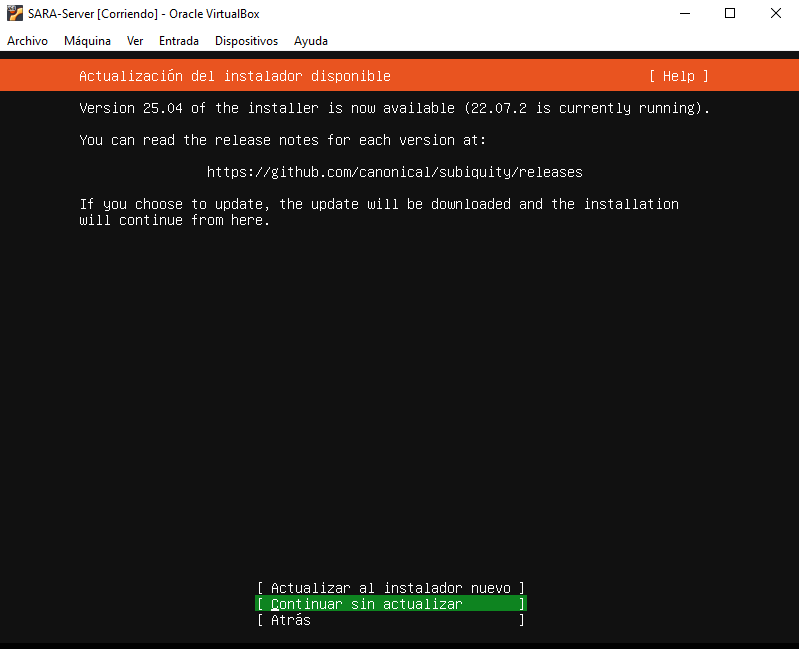 SARA-Server [Corriendo] - Oracle VirtualBox
Archivo Máquina Ver Entrada Dispositivos Ayuda
Actualización del instalador disponible [ Help ]
Version 25.04 of the installer is now available (22.07.2 is currently running).
You can read the release notes for each version at:
https://github.com/canonical/subiquity/releases
If you choose to update, the update will be downloaded and the installation
will continue from here.
[ Actualizar al instalador nuevo ]
[ Continuar sin actualizar ]
[ Atrás ]